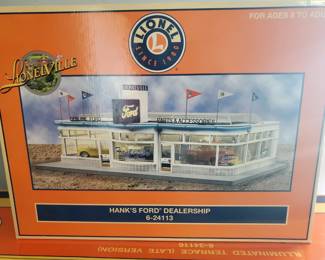 LIONEL
SINCE 1900
FOR AGES 8 TO
LIONELVILLE
Ford
HANK'S FORD® DEALERSHIP
6-24113
6-24116
ILLUMINATED TERRACE (LATE VERSION)